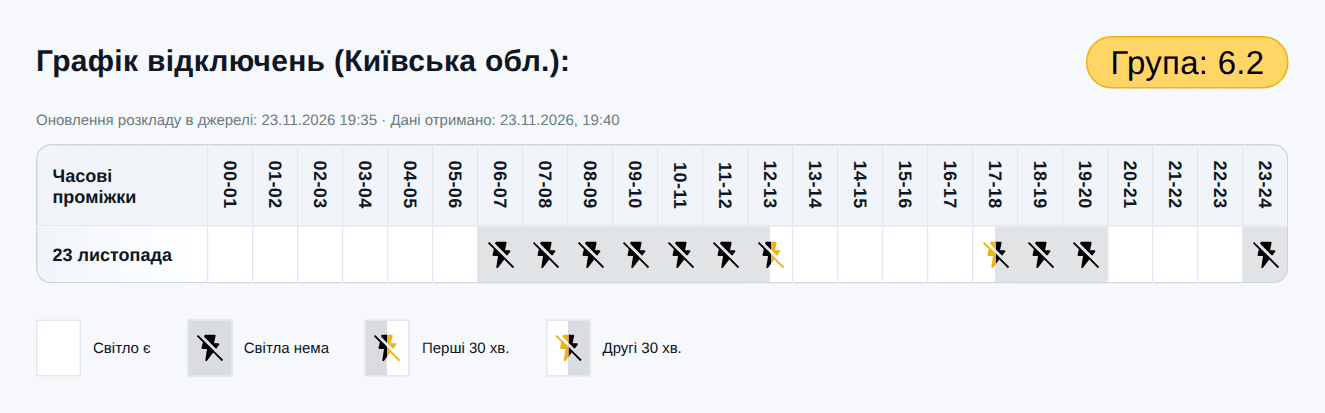 Графік відключень (Київська обл.):
Група: 6.2
Оновлення розкладу в джерелі: 23.11.2026 19:35 · Дані отримано: 23.11.2026, 19:40
Часові
проміжки
00-01
01-02
02-03
03-04
04-05
05-06
06-07
07-08
08-09
09-10
10-11
11-12
12-13
13-14
14-15
15-16
16-17
17-18
18-19
19-20
20-21
21-22
22-23
23-24
23 листопада
Світло є
Світла нема
Перші 30 хв.
Другі 30 хв.